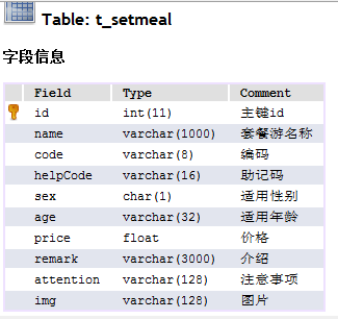 Table: t_setmeal
字段信息
Field Type Comment
id int(11) 主键id
name varchar(1000) 套餐游名称
code varchar(8) 编码
helpCode varchar(16) 助记码
sex char(1) 适用性别
age varchar(32) 适用年龄
price float 价格
remark varchar(3000) 介绍
attention varchar(128) 注意事项
img varchar(128) 图片